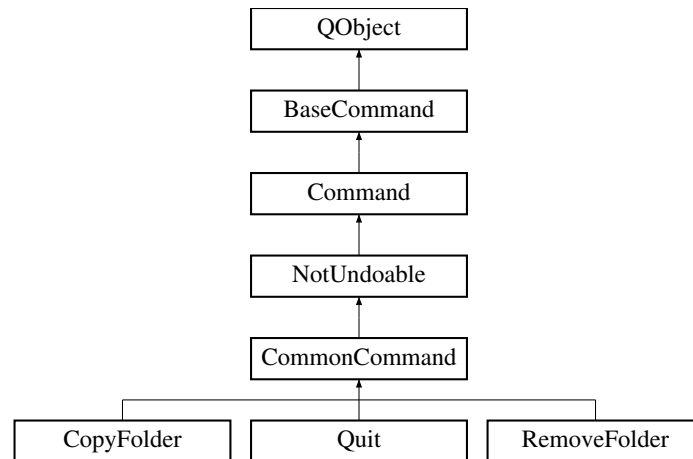 QObject
BaseCommand
Command
NotUndoable
CommonCommand
CopyFolder
Quit
RemoveFolder